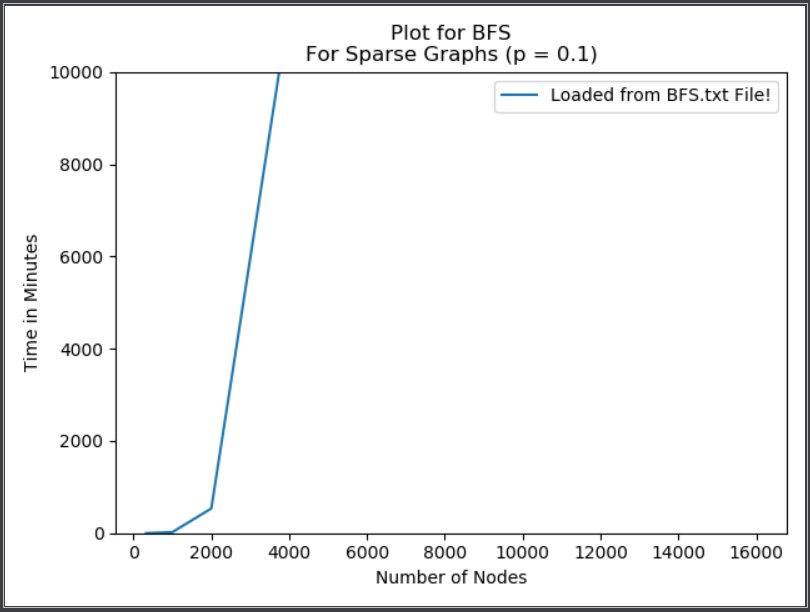 Plot for BFS
For Sparse Graphs (p = 0.1)
Loaded from BFS.txt File!
Time in Minutes
10000
8000
6000
4000
2000
0
0 2000 4000 6000 8000 10000 12000 14000 16000
Number of Nodes